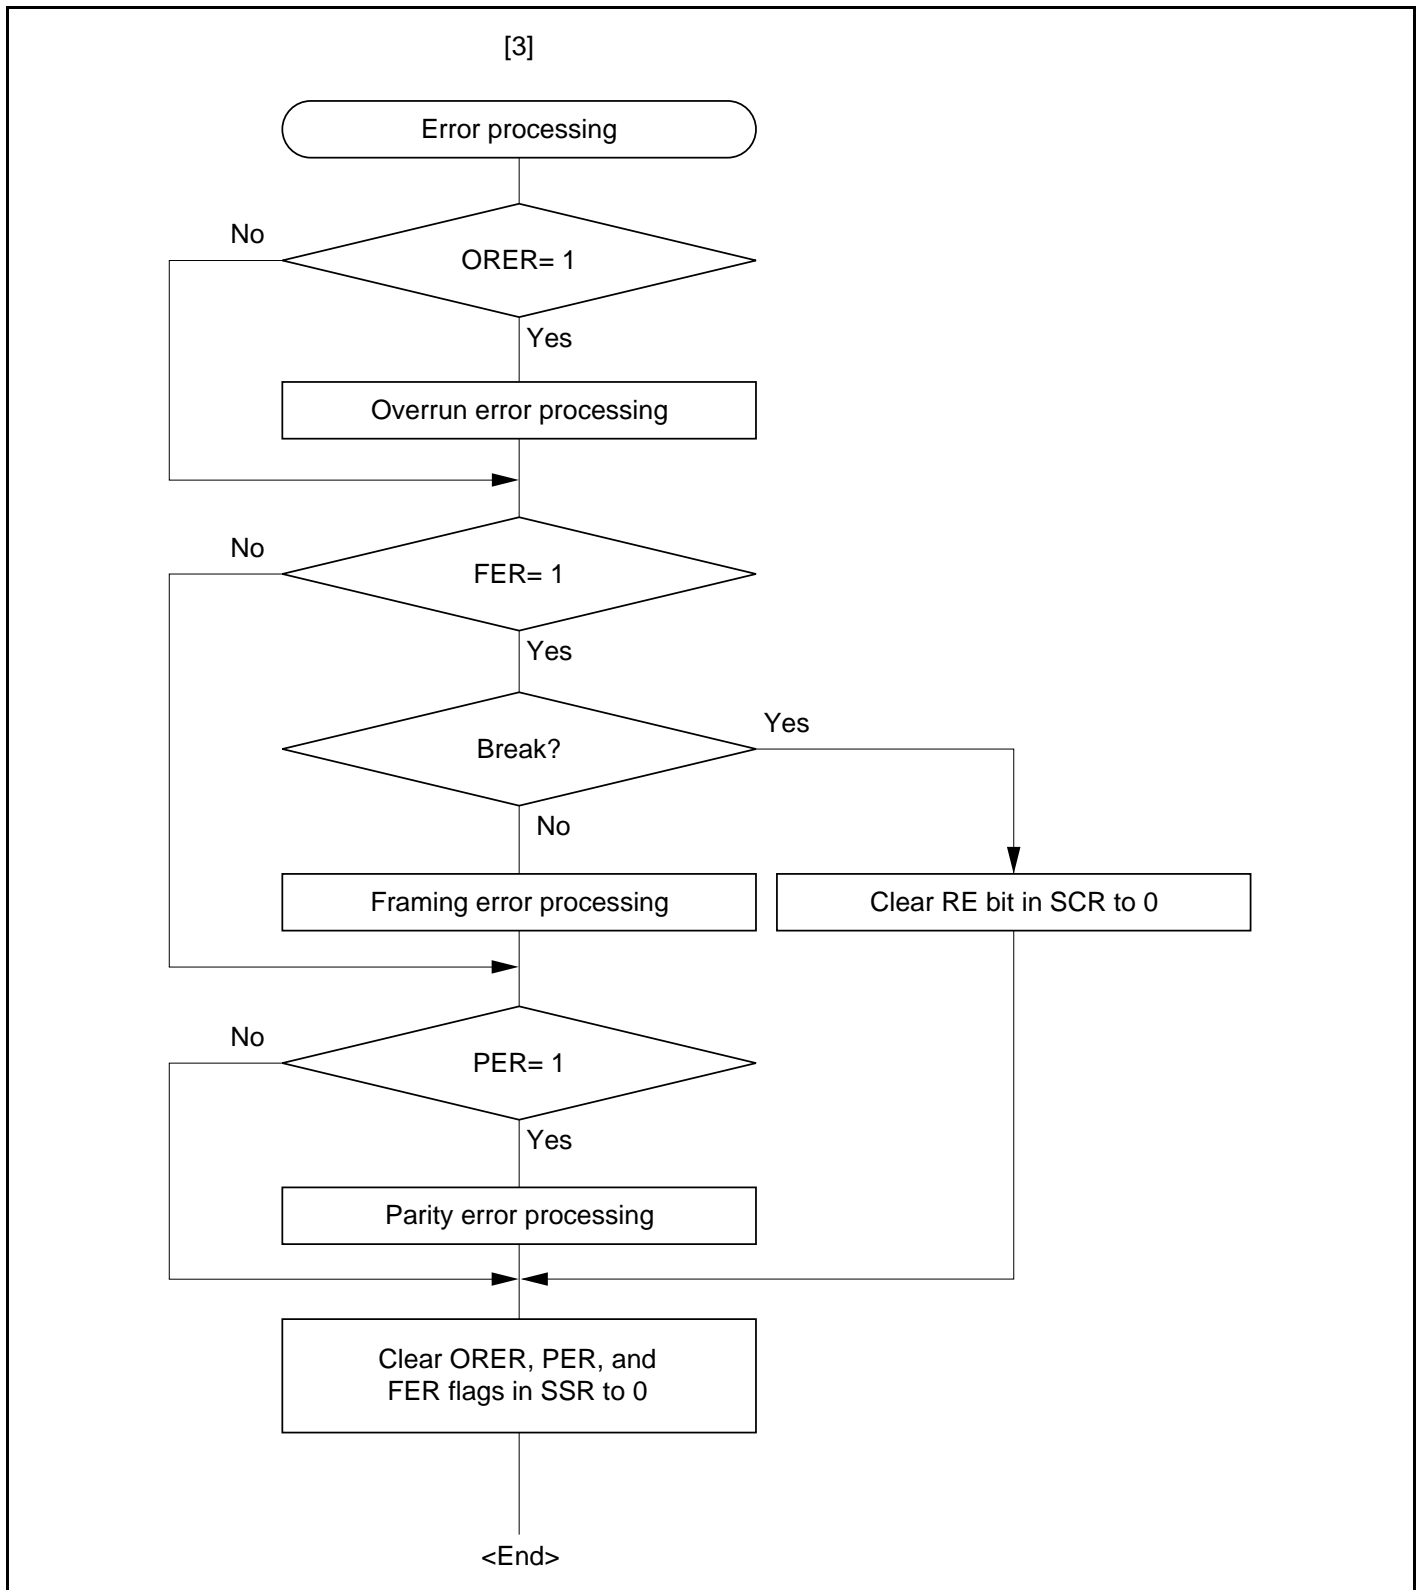 [3]
Error processing
No
ORER= 1
Yes
Overrun error processing
No
FER= 1
Yes
Break?
Yes
No
Framing error processing
Clear RE bit in SCR to 0
No
PER= 1
Yes
Parity error processing
Clear ORER, PER, and
FER flags in SSR to 0
<End>